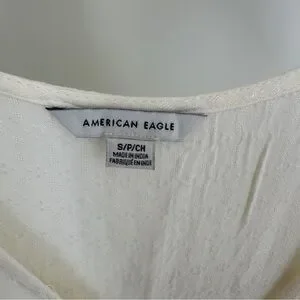 AMERICAN EAGLE
S/P/CH
MADE IN INDIA
FABRIQUÉ EN INDE